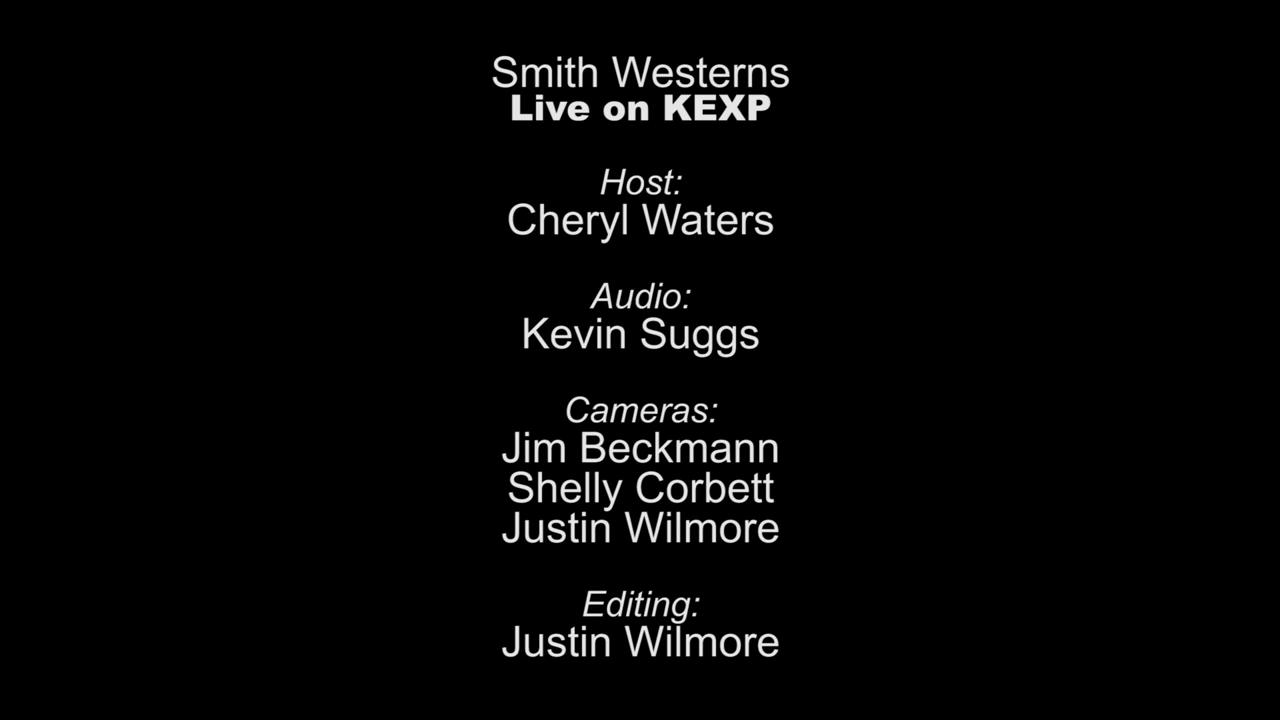 Smith Westerns
Live on KEXP
Host:
Cheryl Waters
Audio:
Kevin Suggs
Cameras:
Jim Beckmann
Shelly Corbett
Justin Wilmore
Editing:
Justin Wilmore